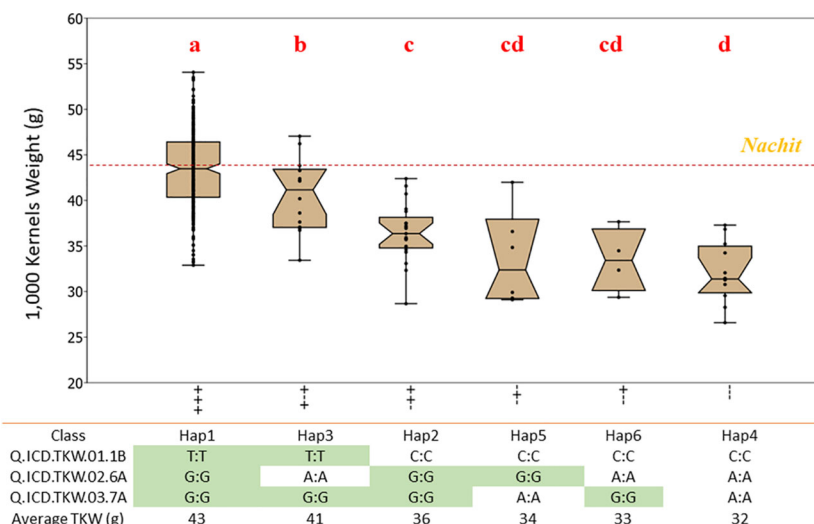 60
a b c cd cd d
55
50
1,000 Kernels Weight (g)
45
Nachit
40
35
30
25
20
+++ +-+ ++- -+- +-- ---
Class Hap1 Hap3 Hap2 Hap5 Hap6 Hap4
Q.ICD.TKW.01.1B T:T T:T C:C C:C C:C C:C
Q.ICD.TKW.02.6A G:G A:A G:G G:G A:A A:A
Q.ICD.TKW.03.7A G:G G:G G:G A:A G:G A:A
Average TKW (g) 43 41 36 34 33 32